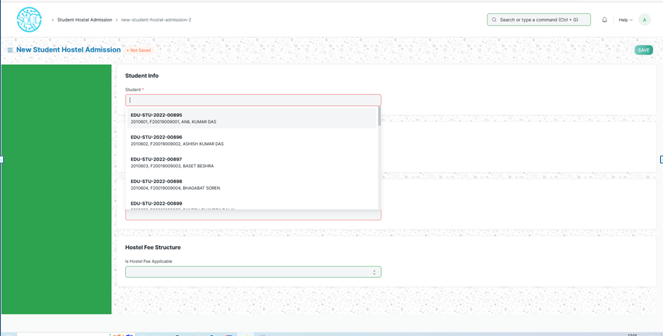 Student Hostel Admission > new-student-hostel-admission-2
Search or type a command (Ctrl + G)
Help
A
New Student Hostel Admission
• Not Saved
SAVE
Student Info
Student *
EDU-STU-2022-00895
2010601, F20019009001, ANIL KUMAR DAS
EDU-STU-2022-00896
2010602, F20019009002, ASHISH KUMAR DAS
EDU-STU-2022-00897
2010603, F20019009003, BASET BESHRA
EDU-STU-2022-00898
2010604, F20019009004, BHAGABAT SOREN
EDU-STU-2022-00899
Hostel Fee Structure
Is Hostel Fee Applicable